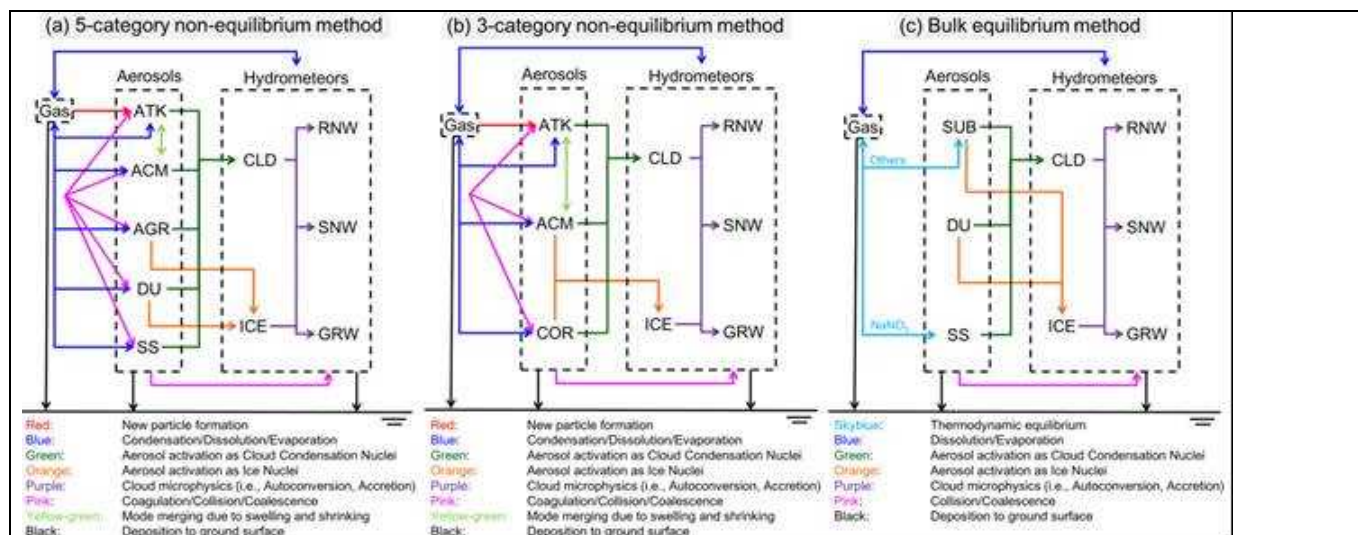 (a) 5-category non-equilibrium method
Aerosols
Hydrometeors
Gas
ATK
RNW
ACM
CLD
AGR
SNW
DU
ICE
SS
GRW
Red: New particle formation
Blue: Condensation/Dissolution/Evaporation
Green: Aerosol activation as Cloud Condensation Nuclei
Orange: Aerosol activation as Ice Nuclei
Purple: Cloud microphysics (i.e., Autoconversion, Accretion)
Pink: Coagulation/Collision/Coalescence
Yellow-green: Mode merging due to swelling and shrinking
Black: Deposition to ground surface
(b) 3-category non-equilibrium method
Aerosols
Hydrometeors
Gas
ATK
RNW
CLD
ACM
SNW
COR
ICE
GRW
Red: New particle formation
Blue: Condensation/Dissolution/Evaporation
Green: Aerosol activation as Cloud Condensation Nuclei
Orange: Aerosol activation as Ice Nuclei
Purple: Cloud microphysics (i.e., Autoconversion, Accretion)
Pink: Coagulation/Collision/Coalescence
Yellow-green: Mode merging due to swelling and shrinking
Black: Deposition to ground surface
(c) Bulk equilibrium method
Aerosols
Hydrometeors
Gas
SUB
RNW
Others
CLD
DU
SNW
NaNO3
SS
ICE
GRW
Skyblue: Thermodynamic equilibrium
Blue: Dissolution/Evaporation
Green: Aerosol activation as Cloud Condensation Nuclei
Orange: Aerosol activation as Ice Nuclei
Purple: Cloud microphysics (i.e., Autoconversion, Accretion)
Pink: Collision/Coalescence
Black: Deposition to ground surface